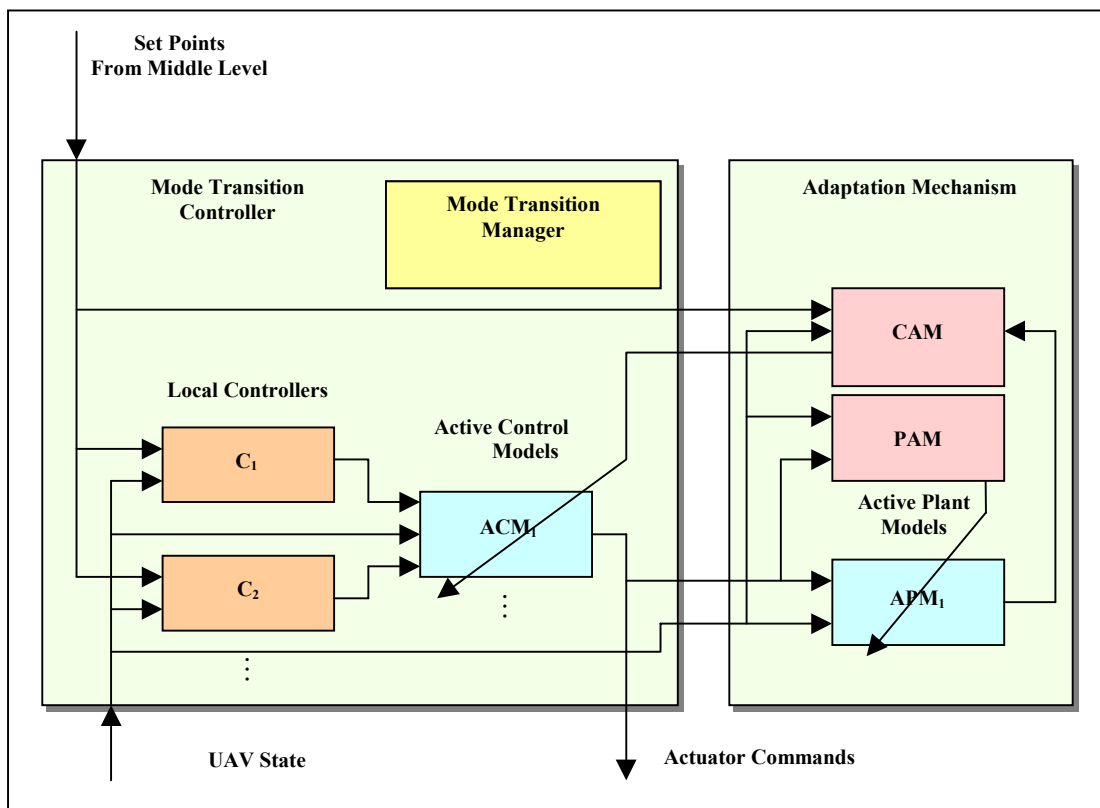 Set Points
From Middle Level
Mode Transition
Controller
Mode Transition
Manager
Adaptation Mechanism
CAM
Local Controllers
Active Control
Models
PAM
C₁
ACM₁
Active Plant
Models
C₂
APM₁
UAV State
Actuator Commands